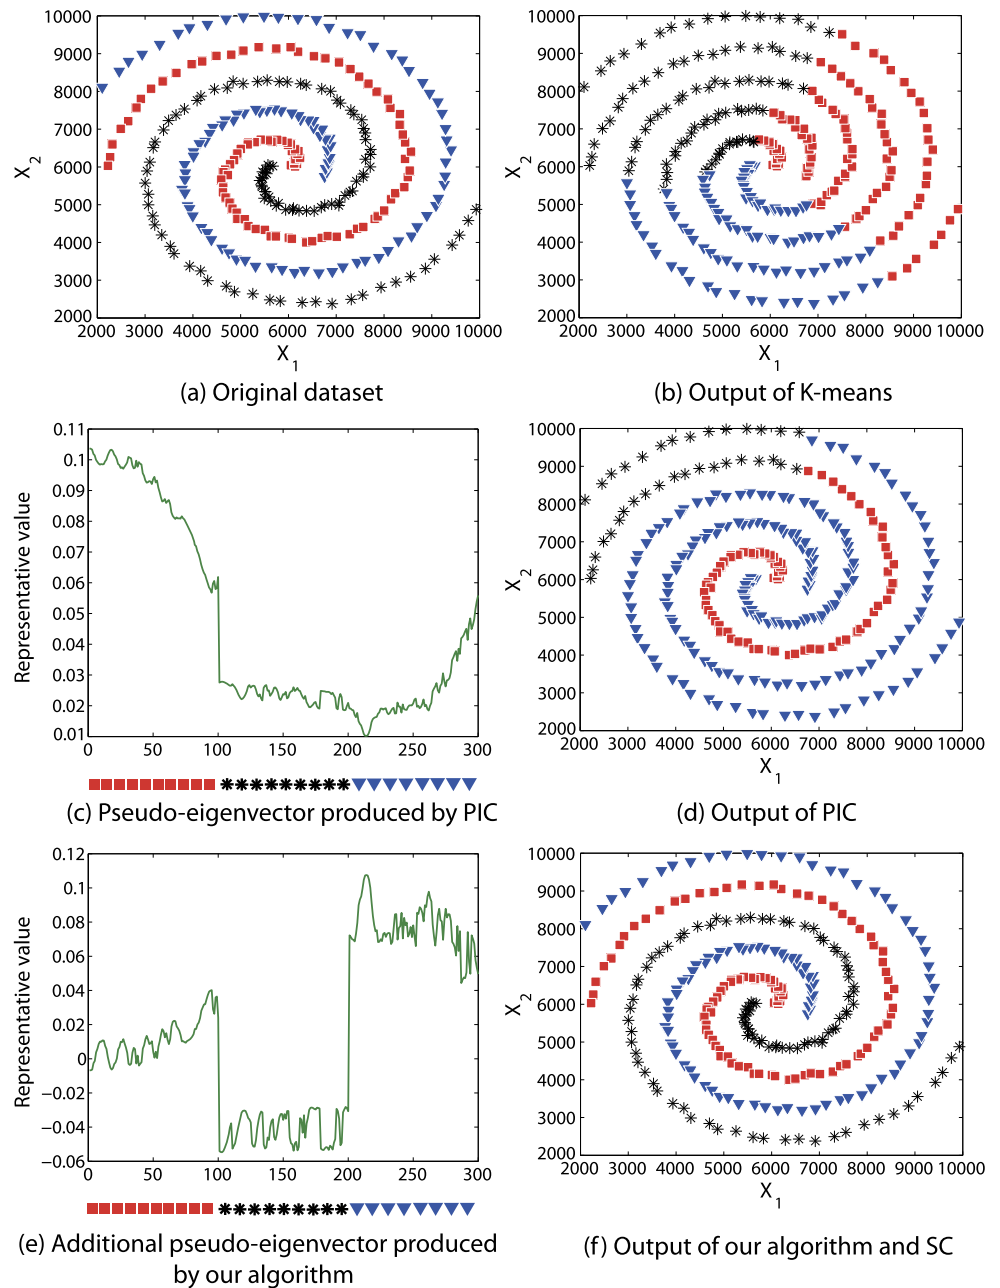 10000
9000
8000
7000
6000
5000
4000
3000
2000
X2
2000 3000 4000 5000 6000 7000 8000 9000 10000
X1
(a) Original dataset
10000
9000
8000
7000
6000
5000
4000
3000
2000
X2
2000 3000 4000 5000 6000 7000 8000 9000 10000
X1
(b) Output of K-means
0.11
0.1
0.09
0.08
0.07
0.06
0.05
0.04
0.03
0.02
0.01
Representative value
0 50 100 150 200 250 300
(c) Pseudo-eigenvector produced by PIC
10000
9000
8000
7000
6000
5000
4000
3000
2000
X2
2000 3000 4000 5000 6000 7000 8000 9000 10000
X1
(d) Output of PIC
0.12
0.1
0.08
0.06
0.04
0.02
0
−0.02
−0.04
−0.06
Representative value
0 50 100 150 200 250 300
(e) Additional pseudo-eigenvector produced
by our algorithm
10000
9000
8000
7000
6000
5000
4000
3000
2000
X2
2000 3000 4000 5000 6000 7000 8000 9000 10000
X1
(f) Output of our algorithm and SC